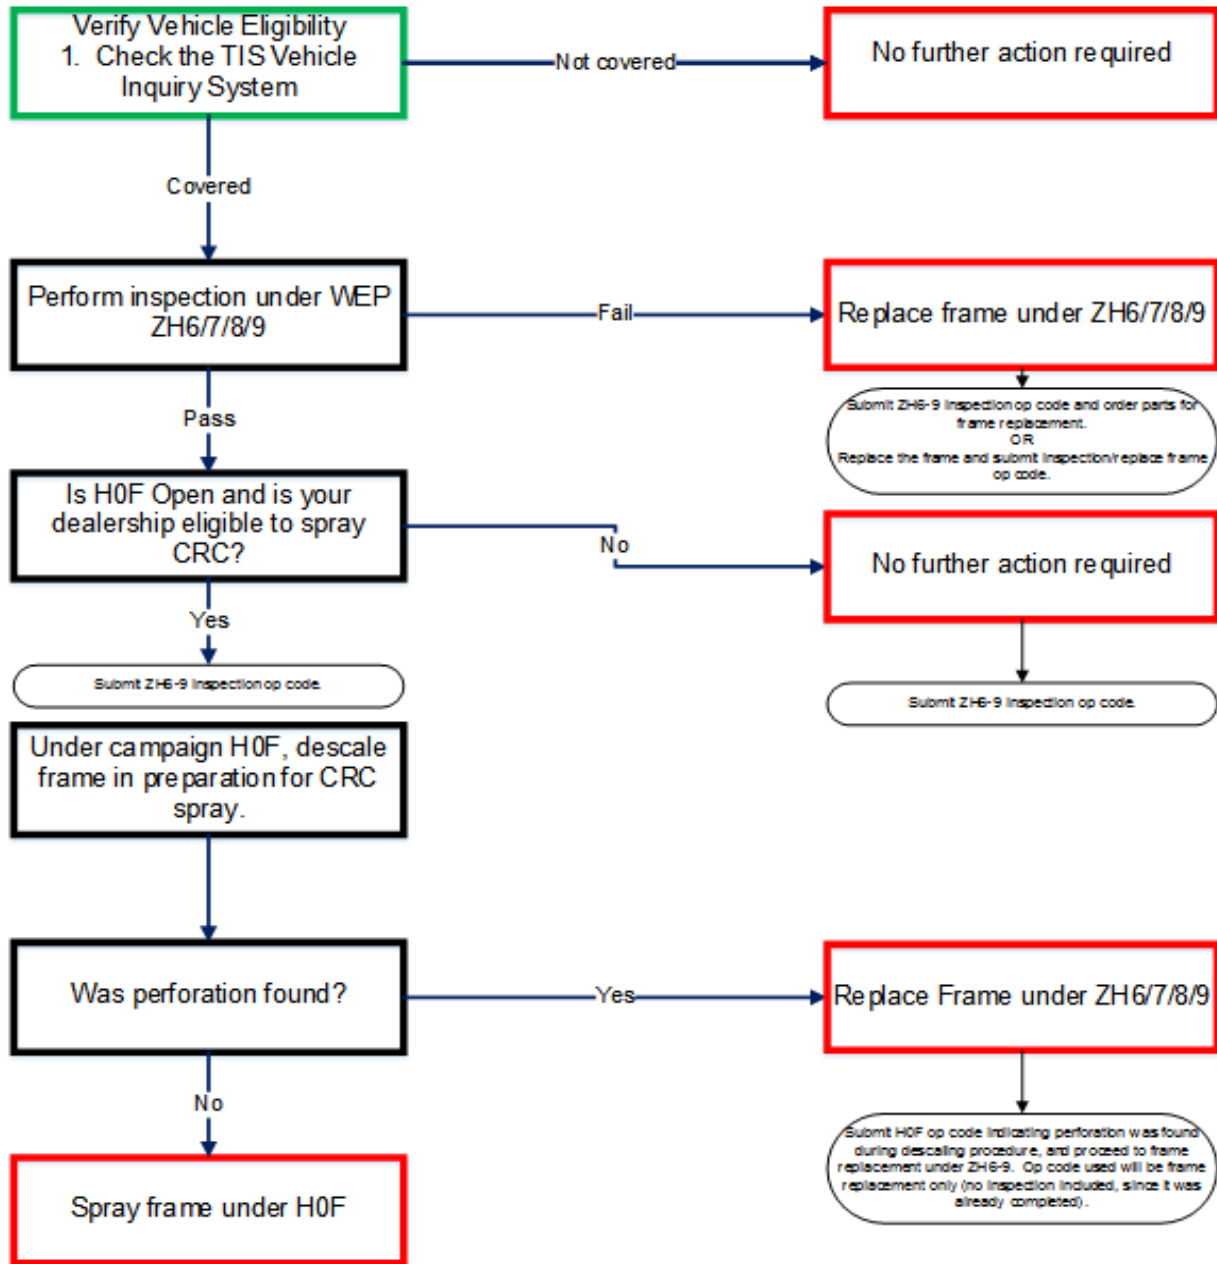 Verify Vehicle Eligibility
1. Check the TIS Vehicle
Inquiry System
Not covered
No further action required
Covered
Perform inspection under WEP
ZH6/7/8/9
Fail
Replace frame under ZH6/7/8/9
Submit ZH6-9 inspection op code and order parts for
frame replacement.
OR
Replace the frame and submit inspection/replace frame
op code.
Pass
Is H0F Open and is your
dealership eligible to spray
CRC?
No
No further action required
Submit ZH6-9 inspection op code.
Yes
Submit ZH6-9 inspection op code.
Under campaign H0F, descale
frame in preparation for CRC
spray.
Was perforation found?
Yes
Replace Frame under ZH6/7/8/9
Submit H0F op code indicating perforation was found
during descaling procedure, and proceed to frame
replacement under ZH6-9. Op code used will be frame
replacement only (no inspection included, since it was
already completed).
No
Spray frame under H0F